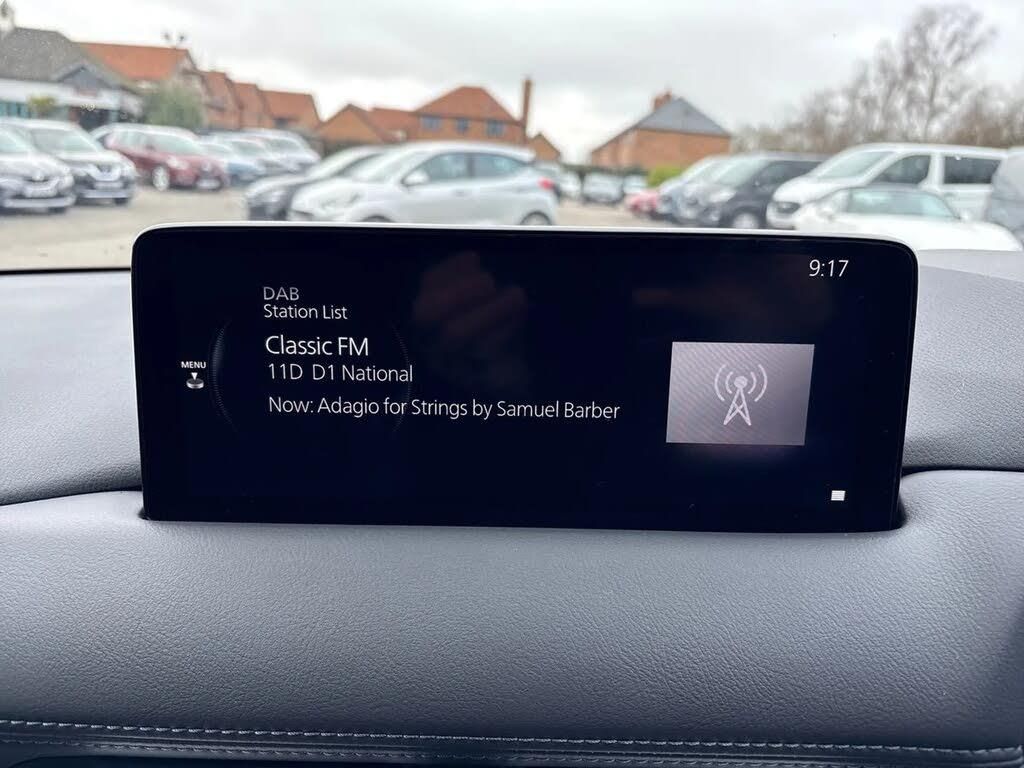 9:17
DAB
Station List
MENU
Classic FM
11D D1 National
Now: Adagio for Strings by Samuel Barber